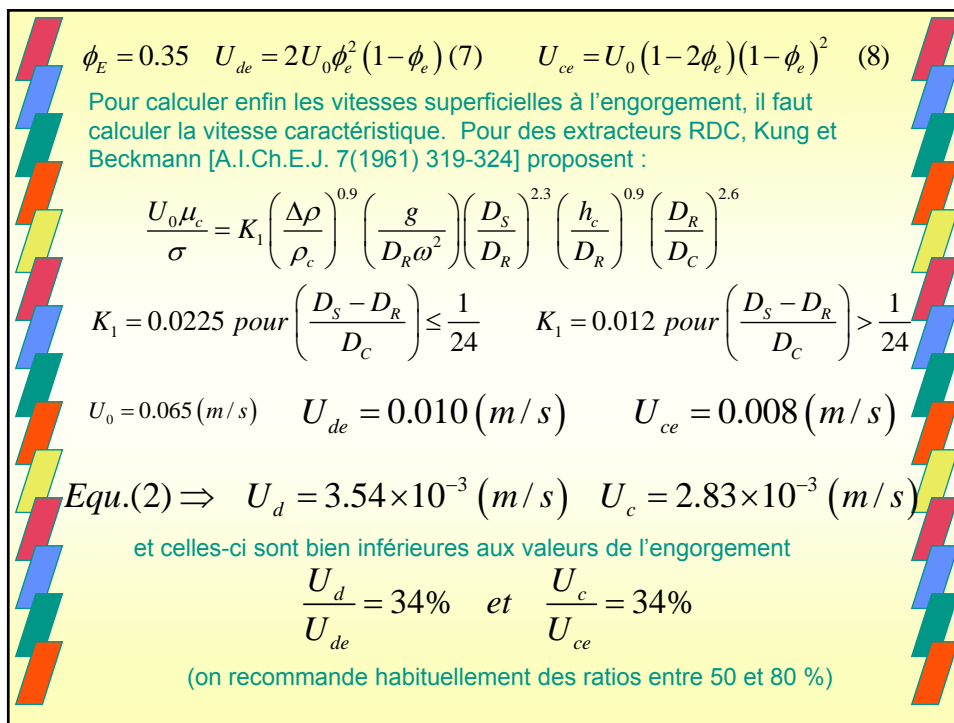 ϕ_E = 0.35   U_de = 2U_0ϕ_e^2(1−ϕ_e) (7)   U_ce = U_0(1−2ϕ_e)(1−ϕ_e)^2   (8)
Pour calculer enfin les vitesses superficielles à l'engorgement, il faut
calculer la vitesse caractéristique. Pour des extracteurs RDC, Kung et
Beckmann [A.I.Ch.E.J. 7(1961) 319-324] proposent :
U_0μ_c/σ = K_1(Δρ/ρ_c)^0.9 (g/(D_Rω^2)) (D_S/D_R)^2.3 (h_c/D_R)^0.9 (D_R/D_C)^2.6
K_1 = 0.0225 pour ((D_S − D_R)/D_C) ≤ 1/24   K_1 = 0.012 pour ((D_S − D_R)/D_C) > 1/24
U_0 = 0.065 (m / s)   U_de = 0.010 (m / s)   U_ce = 0.008 (m / s)
Equ.(2) ⇒ U_d = 3.54×10^−3 (m / s)   U_c = 2.83×10^−3 (m / s)
et celles-ci sont bien inférieures aux valeurs de l'engorgement
U_d/U_de = 34%   et   U_c/U_ce = 34%
(on recommande habituellement des ratios entre 50 et 80 %)